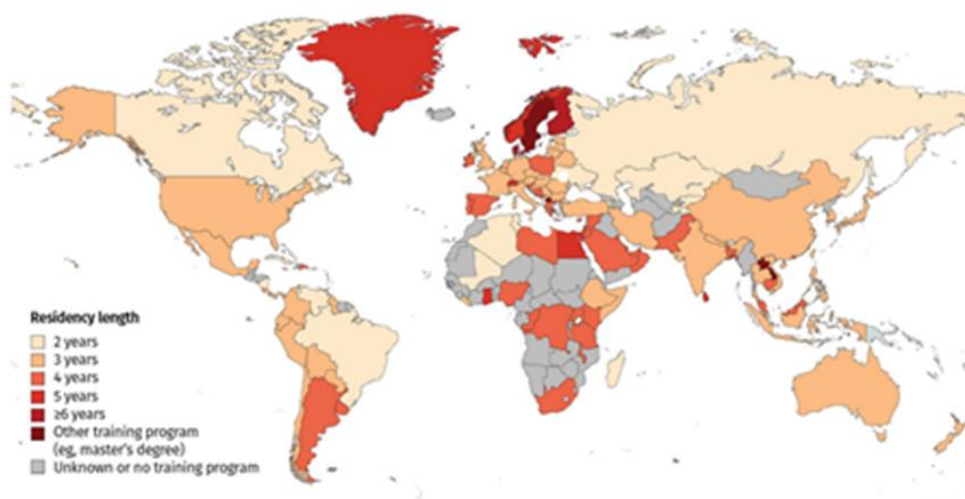 Residency length
2 years
3 years
4 years
5 years
≥6 years
Other training program
(eg, master's degree)
Unknown or no training program